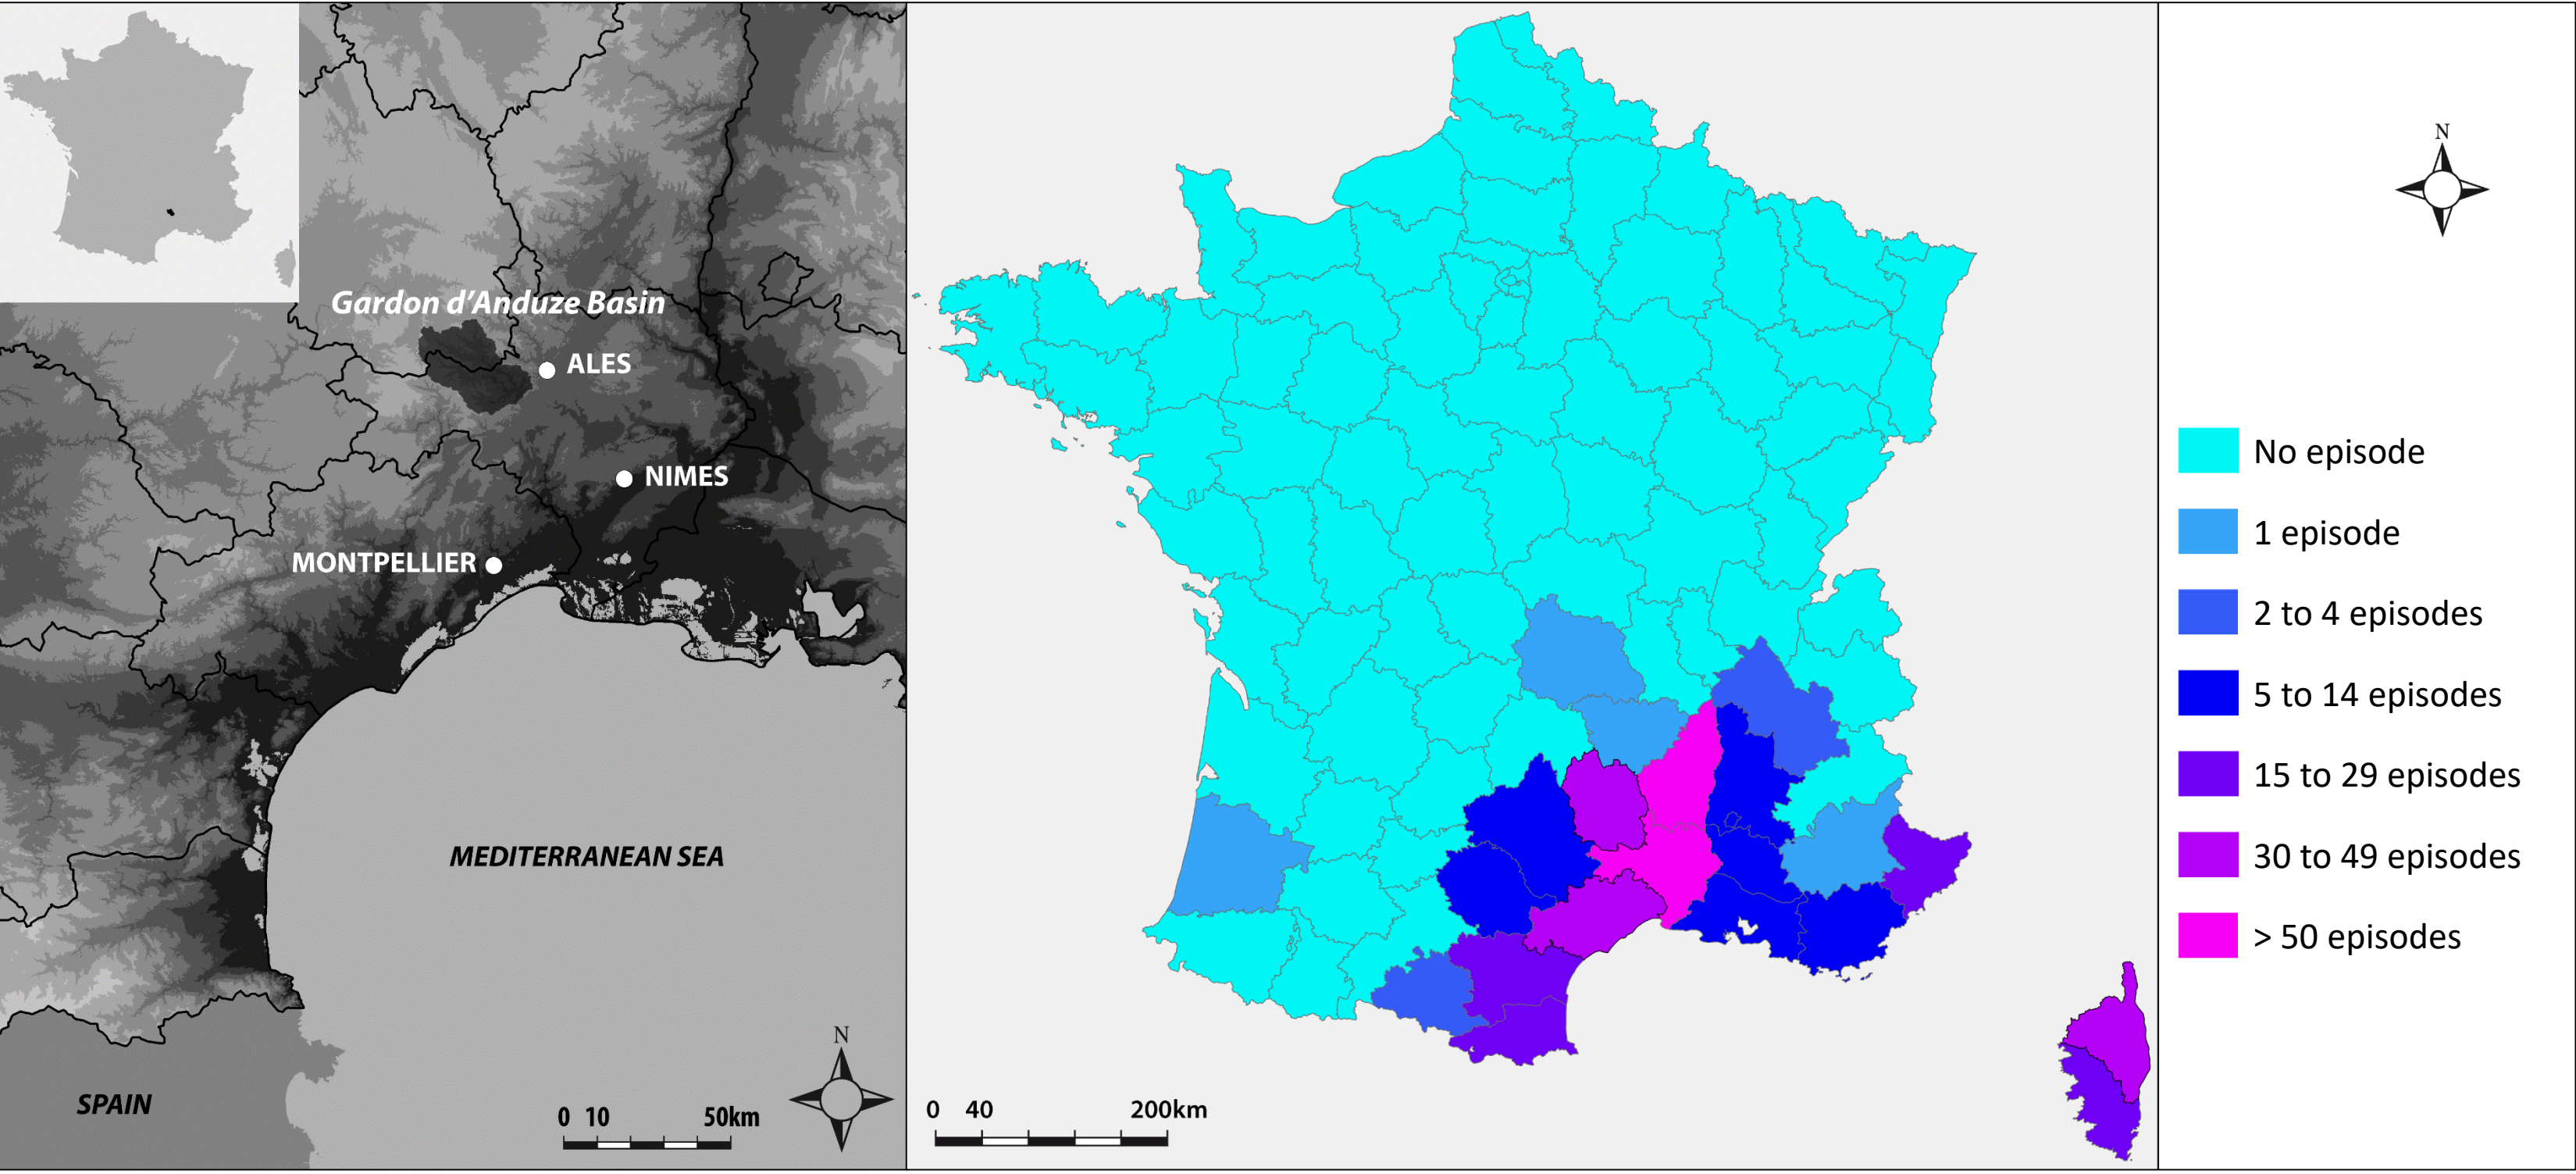 Gardon d'Anduze Basin
ALES
NIMES
MONTPELLIER
MEDITERRANEAN SEA
SPAIN
N
0 10 50km
0 40 200km
N
No episode
1 episode
2 to 4 episodes
5 to 14 episodes
15 to 29 episodes
30 to 49 episodes
> 50 episodes